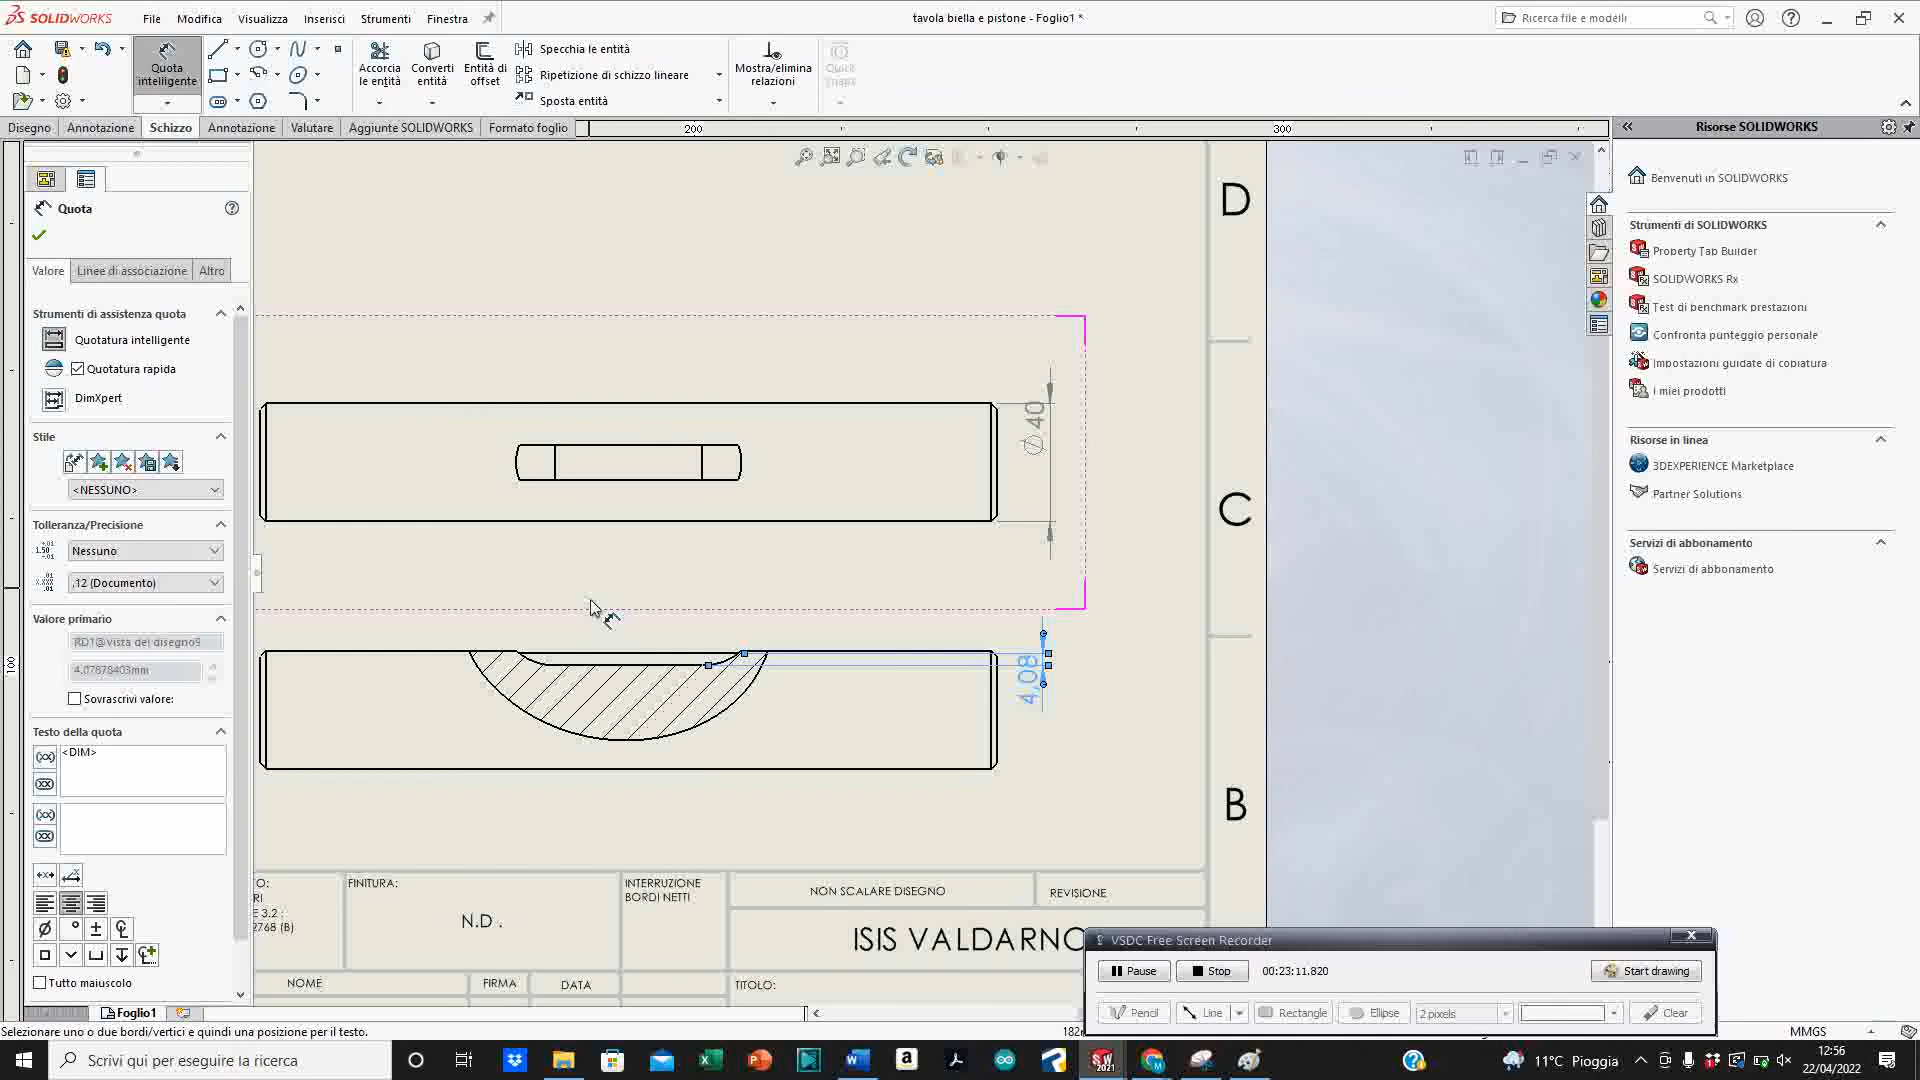 SOLIDWORKS
File
Modifica
Visualizza
Inserisci
Strumenti
Finestra
tavola biella e pistone - Foglio1 *
Ricerca file e modelli
Quota intelligente
Accorcia le entità
Converti entità
Entità di offset
Specchia le entità
Ripetizione di schizzo lineare
Sposta entità
Mostra/elimina relazioni
Disegno
Annotazione
Schizzo
Annotazione
Valutare
Aggiunte SOLIDWORKS
Formato foglio
200
300
Risorse SOLIDWORKS
Quota
Valore
Linee di associazione
Altro
Strumenti di assistenza quota
Quotatura intelligente
Quotatura rapida
DimXpert
Stile
<NESSUNO>
Tolleranza/Precisione
Nessuno
.12 (Documento)
Valore primario
RD1@Vista del disegno9
4.07878403mm
Sovrascrivi valore:
Testo della quota
<DIM>
Tutto maiuscolo
Foglio1
100
∅ 40
4,08
D
C
B
FINITURA:
N.D .
INTERRUZIONE
BORDI NETTI
NON SCALARE DISEGNO
REVISIONE
ISIS VALDARNO
NOME
FIRMA
DATA
TITOLO:
TO:
RI
E 3.2 :
2768 (B)
Benvenuti in SOLIDWORKS
Strumenti di SOLIDWORKS
Property Tap Builder
SOLIDWORKS Rx
Test di benchmark prestazioni
Confronta punteggio personale
Impostazioni guidate di copiatura
I miei prodotti
Risorse in linea
3DEXPERIENCE Marketplace
Partner Solutions
Servizi di abbonamento
Servizi di abbonamento
VSDC Free Screen Recorder
Pause
Stop
00:23:11.820
Start drawing
Pencil
Line
Rectangle
Ellipse
2 pixels
Clear
Selezionare uno o due bordi/vertici e quindi una posizione per il testo.
MMGS
Scrivi qui per eseguire la ricerca
11°C Pioggia
12:56
22/04/2022